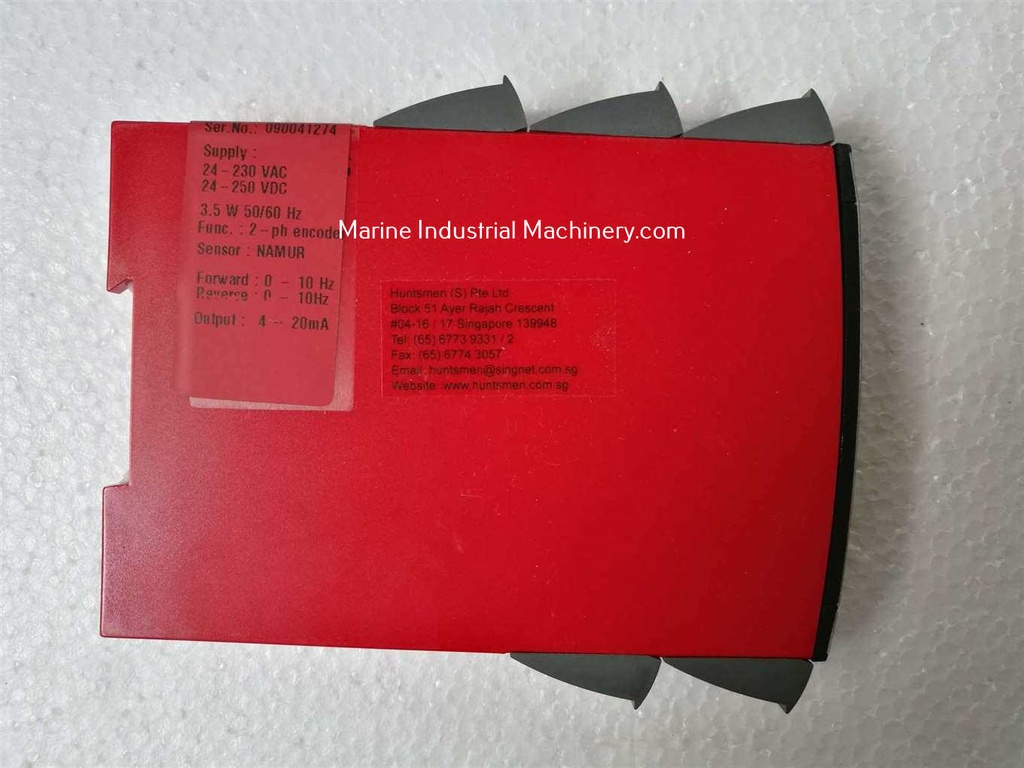 Ser.No.: 090041274
Supply :
24 – 230 VAC
24 – 250 VDC
3.5 W 50/60 Hz
Func. : 2 – ph encode
Sensor : NAMUR
Forward : 0 – 10 Hz
Reverse : 0 – 10Hz
Output : 4 – 20mA
Marine Industrial Machinery.com
Huntsmen (S) Pte Ltd
Block 51 Ayer Rajah Crescent
#04-16 / 17 Singapore 139948
Tel: (65) 6773 9331 / 2
Fax: (65) 6774 3057
Email: huntsmen@singnet.com.sg
Website: www.huntsmen.com.sg